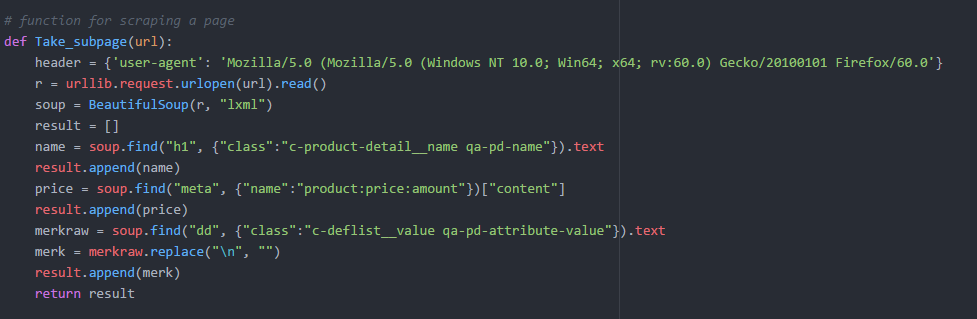 # function for scraping a page
def Take_subpage(url):
    header = {'user-agent': 'Mozilla/5.0 (Mozilla/5.0 (Windows NT 10.0; Win64; x64; rv:60.0) Gecko/20100101 Firefox/60.0'}
    r = urllib.request.urlopen(url).read()
    soup = BeautifulSoup(r, "lxml")
    result = []
    name = soup.find("h1", {"class":"c-product-detail__name qa-pd-name"}).text
    result.append(name)
    price = soup.find("meta", {"name":"product:price:amount"})["content"]
    result.append(price)
    merkraw = soup.find("dd", {"class":"c-deflist__value qa-pd-attribute-value"}).text
    merk = merkraw.replace("\n", "")
    result.append(merk)
    return result